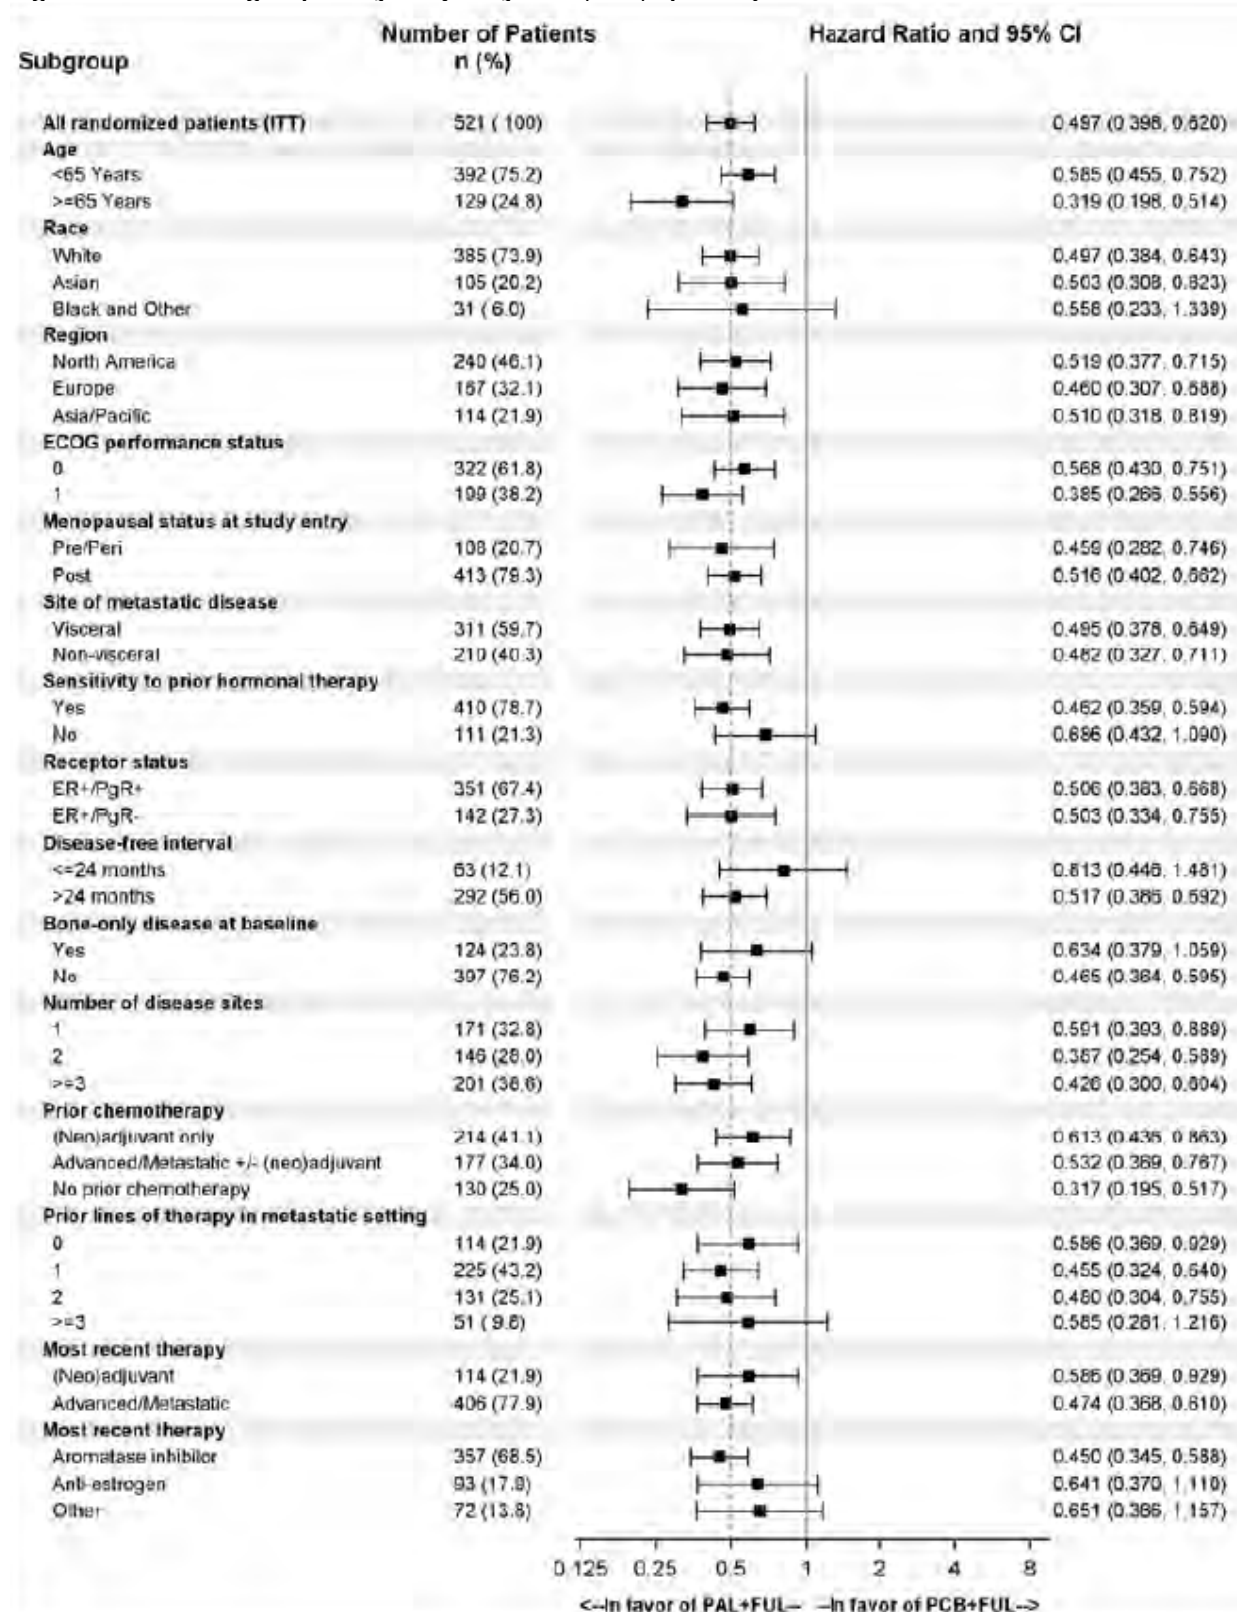 Number of Patients Hazard Ratio and 95% CI
Subgroup n (%)
All randomized patients (ITT) 521 ( 100) 0.497 (0.398, 0.620)
Age
<65 Years 392 (75.2) 0.585 (0.455, 0.752)
>=65 Years 129 (24.8) 0.319 (0.198, 0.514)
Race
White 385 (73.9) 0.497 (0.384, 0.643)
Asian 105 (20.2) 0.503 (0.308, 0.823)
Black and Other 31 ( 6.0) 0.558 (0.233, 1.339)
Region
North America 240 (46.1) 0.519 (0.377, 0.715)
Europe 167 (32.1) 0.460 (0.307, 0.688)
Asia/Pacific 114 (21.9) 0.510 (0.318, 0.819)
ECOG performance status
0 322 (61.8) 0.568 (0.430, 0.751)
1 199 (38.2) 0.385 (0.266, 0.556)
Menopausal status at study entry
Pre/Peri 108 (20.7) 0.459 (0.282, 0.746)
Post 413 (79.3) 0.516 (0.402, 0.662)
Site of metastatic disease
Visceral 311 (59.7) 0.495 (0.378, 0.649)
Non-visceral 210 (40.3) 0.482 (0.327, 0.711)
Sensitivity to prior hormonal therapy
Yes 410 (78.7) 0.462 (0.359, 0.594)
No 111 (21.3) 0.686 (0.432, 1.090)
Receptor status
ER+/PgR+ 351 (67.4) 0.506 (0.383, 0.668)
ER+/PgR- 142 (27.3) 0.503 (0.334, 0.755)
Disease-free interval
<=24 months 63 (12.1) 0.813 (0.446, 1.481)
>24 months 292 (56.0) 0.517 (0.386, 0.692)
Bone-only disease at baseline
Yes 124 (23.8) 0.634 (0.379, 1.059)
No 397 (76.2) 0.465 (0.364, 0.595)
Number of disease sites
1 171 (32.8) 0.591 (0.393, 0.889)
2 146 (28.0) 0.387 (0.254, 0.589)
>=3 201 (38.6) 0.426 (0.300, 0.604)
Prior chemotherapy
(Neo)adjuvant only 214 (41.1) 0.613 (0.435, 0.863)
Advanced/Metastatic +/- (neo)adjuvant 177 (34.0) 0.532 (0.369, 0.767)
No prior chemotherapy 130 (25.0) 0.317 (0.195, 0.517)
Prior lines of therapy in metastatic setting
0 114 (21.9) 0.586 (0.369, 0.929)
1 225 (43.2) 0.455 (0.324, 0.640)
2 131 (25.1) 0.480 (0.304, 0.755)
>=3 51 ( 9.8) 0.585 (0.281, 1.216)
Most recent therapy
(Neo)adjuvant 114 (21.9) 0.586 (0.369, 0.929)
Advanced/Metastatic 406 (77.9) 0.474 (0.368, 0.610)
Most recent therapy
Aromatase inhibitor 357 (68.5) 0.450 (0.345, 0.588)
Anti-estrogen 93 (17.9) 0.641 (0.370, 1.110)
Other 72 (13.8) 0.651 (0.366, 1.157)
0.125 0.25 0.5 1 2 4 8
<--In favor of PAL+FUL-- --In favor of PCB+FUL-->